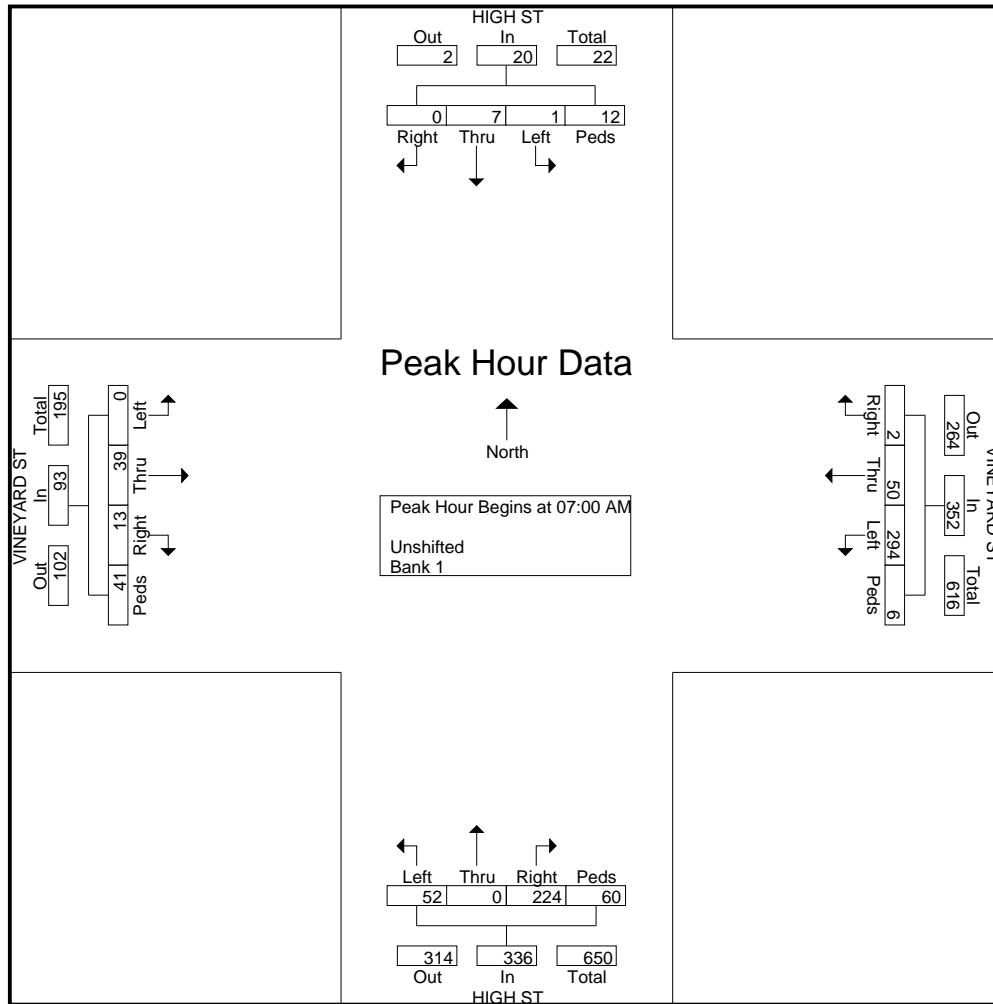 HIGH ST
Out In Total
2 20 22
0 7 1 12
Right Thru Left Peds
Peak Hour Data
North
Peak Hour Begins at 07:00 AM
Unshifted
Bank 1
VINEYARD ST
Out In Total
102 93 195
Left Thru Right Peds
0 39 13 41
VINEYARD ST
Out In Total
264 352 616
Right Thru Left Peds
2 50 294 6
Left Thru Right Peds
52 0 224 60
314 336 650
Out In Total
HIGH ST